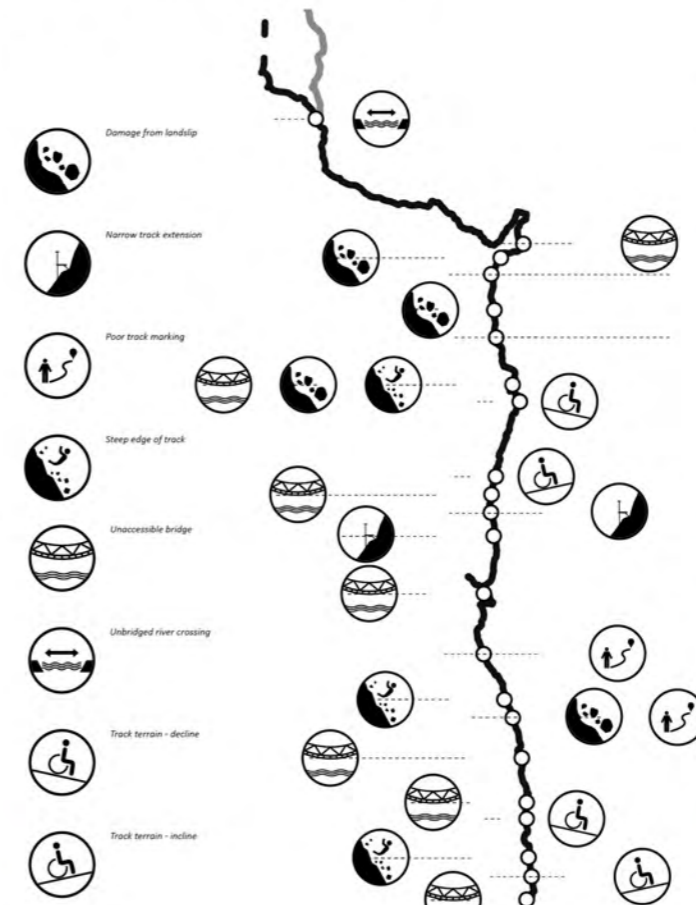 Damage from landslip
Narrow track extension
Poor track marking
Steep edge of track
Unaccessible bridge
Unbridged river crossing
Track terrain - decline
Track terrain - incline